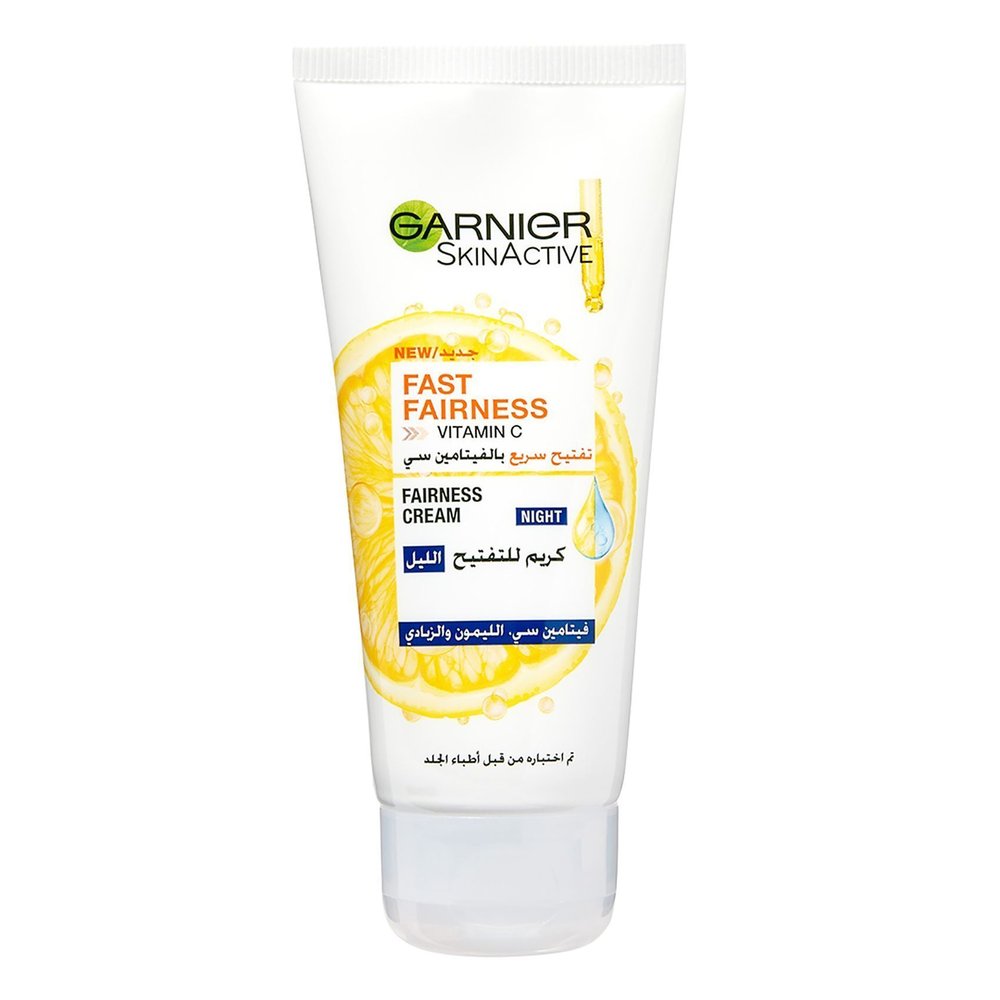 GARNIER
SKINACTIVE
NEW/جديد
FAST
FAIRNESS
VITAMIN C
تفتيح سريع بالفيتامين سي
FAIRNESS
CREAM
NIGHT
كريم للتفتيح الليل
فيتامين سي، الليمون والزبادي
تم اختباره من قبل أطباء الجلد